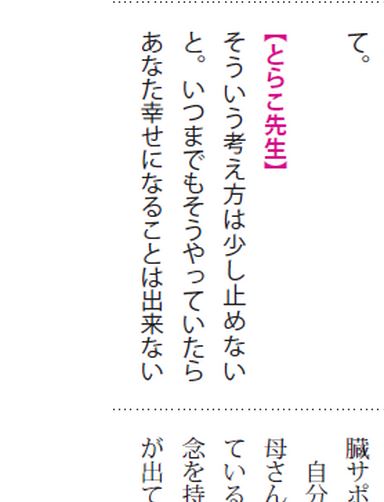 て。
【とらこ先生】
そういう考え方は少し止めない
と。いつまでもそうやっていたら
あなた幸せになることは出来ない
臓サポ
自分
母さん
ている
念を持
が出て